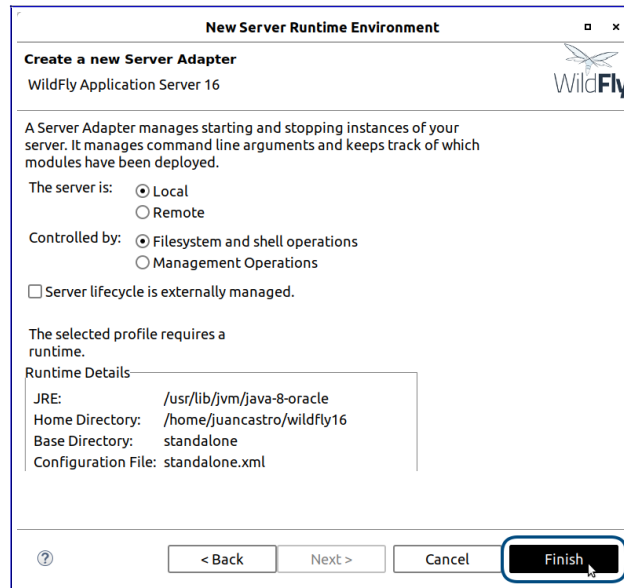 New Server Runtime Environment
Create a new Server Adapter
WildFly Application Server 16
WildFly
A Server Adapter manages starting and stopping instances of your
server. It manages command line arguments and keeps track of which
modules have been deployed.
The server is:
Local
Remote
Controlled by:
Filesystem and shell operations
Management Operations
Server lifecycle is externally managed.
The selected profile requires a
runtime.
Runtime Details
JRE: /usr/lib/jvm/java-8-oracle
Home Directory: /home/juancastro/wildfly16
Base Directory: standalone
Configuration File: standalone.xml
? < Back Next > Cancel Finish